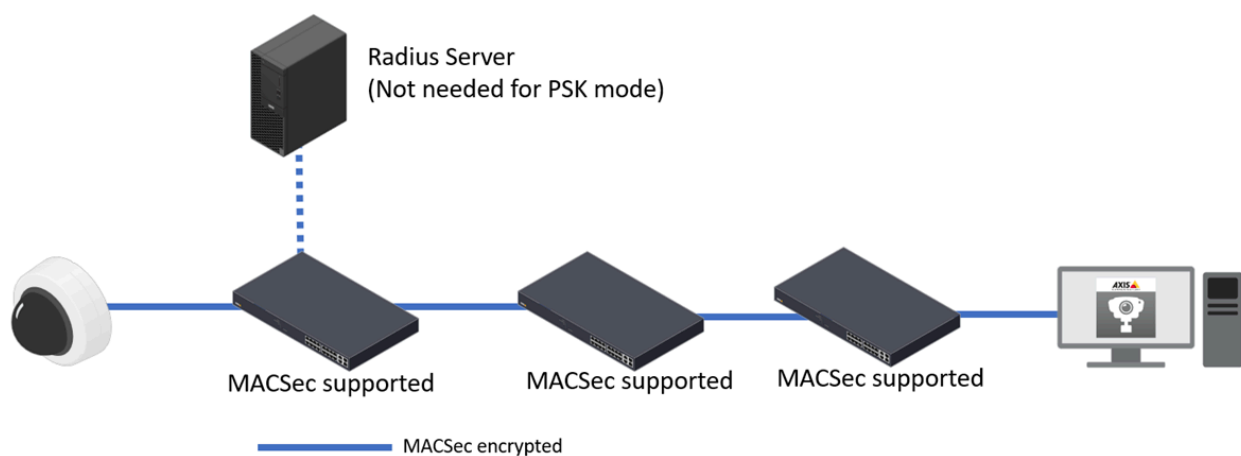 Radius Server
(Not needed for PSK mode)
AXIS
MACSec supported
MACSec supported
MACSec supported
MACSec encrypted